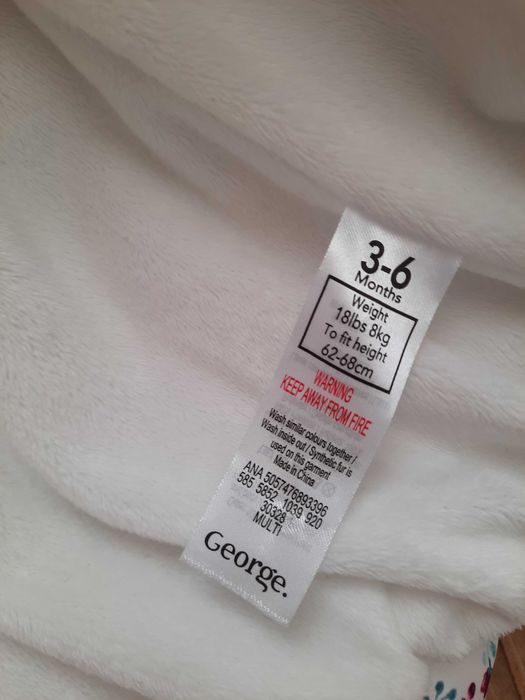 3-6
Months
Weight
18lbs 8kg
To fit height
62-68cm
WARNING
KEEP AWAY FROM FIRE
Wash similar colours together /
Wash inside out / Synthetic fur is
used on this garment
Made in China
ANA 5057476893396
585 5852 1039 920
30328
MULTI
George.